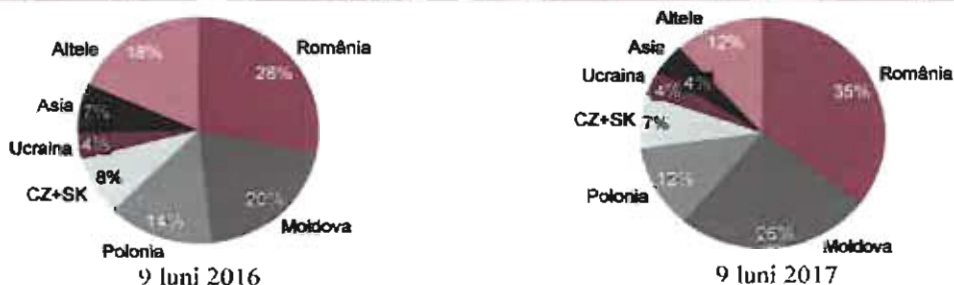 Altele
18%
România
28%
Asia
7%
Ucraina
4%
8%
CZ+SK
14%
Polonia
20%
Moldova
9 luni 2016
Altele
12%
Asia
4%
România
35%
Ucraina
4%
CZ+SK
7%
12%
Polonia
26%
Moldova
9 luni 2017